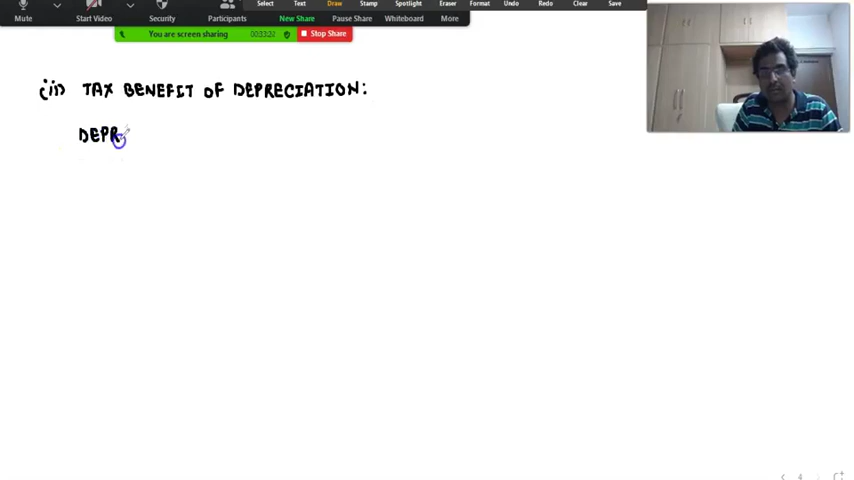 Select Text Draw Stamp Spotlight Eraser Format Undo Redo Clear Save
Mute Start Video Security Participants New Share Pause Share Whiteboard More
You are screen sharing Stop Share
(ii) TAX BENEFIT OF DEPRECIATION:
DEPR
4